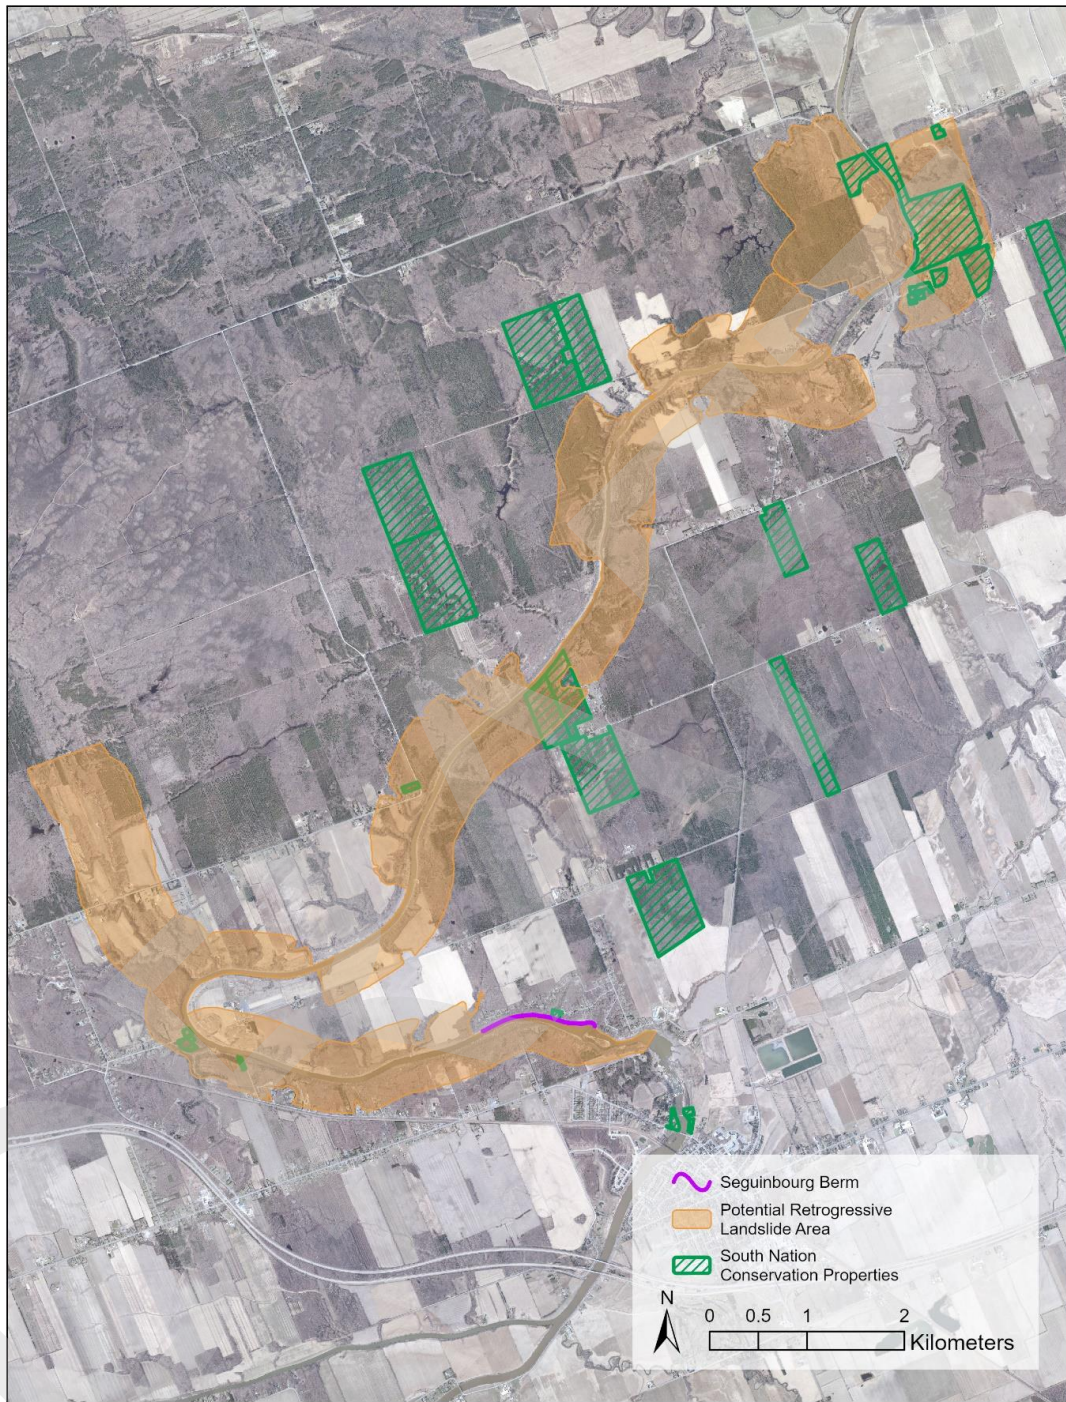 Seguinbourg Berm
Potential Retrogressive
Landslide Area
South Nation
Conservation Properties
N
0 0.5 1 2
Kilometers